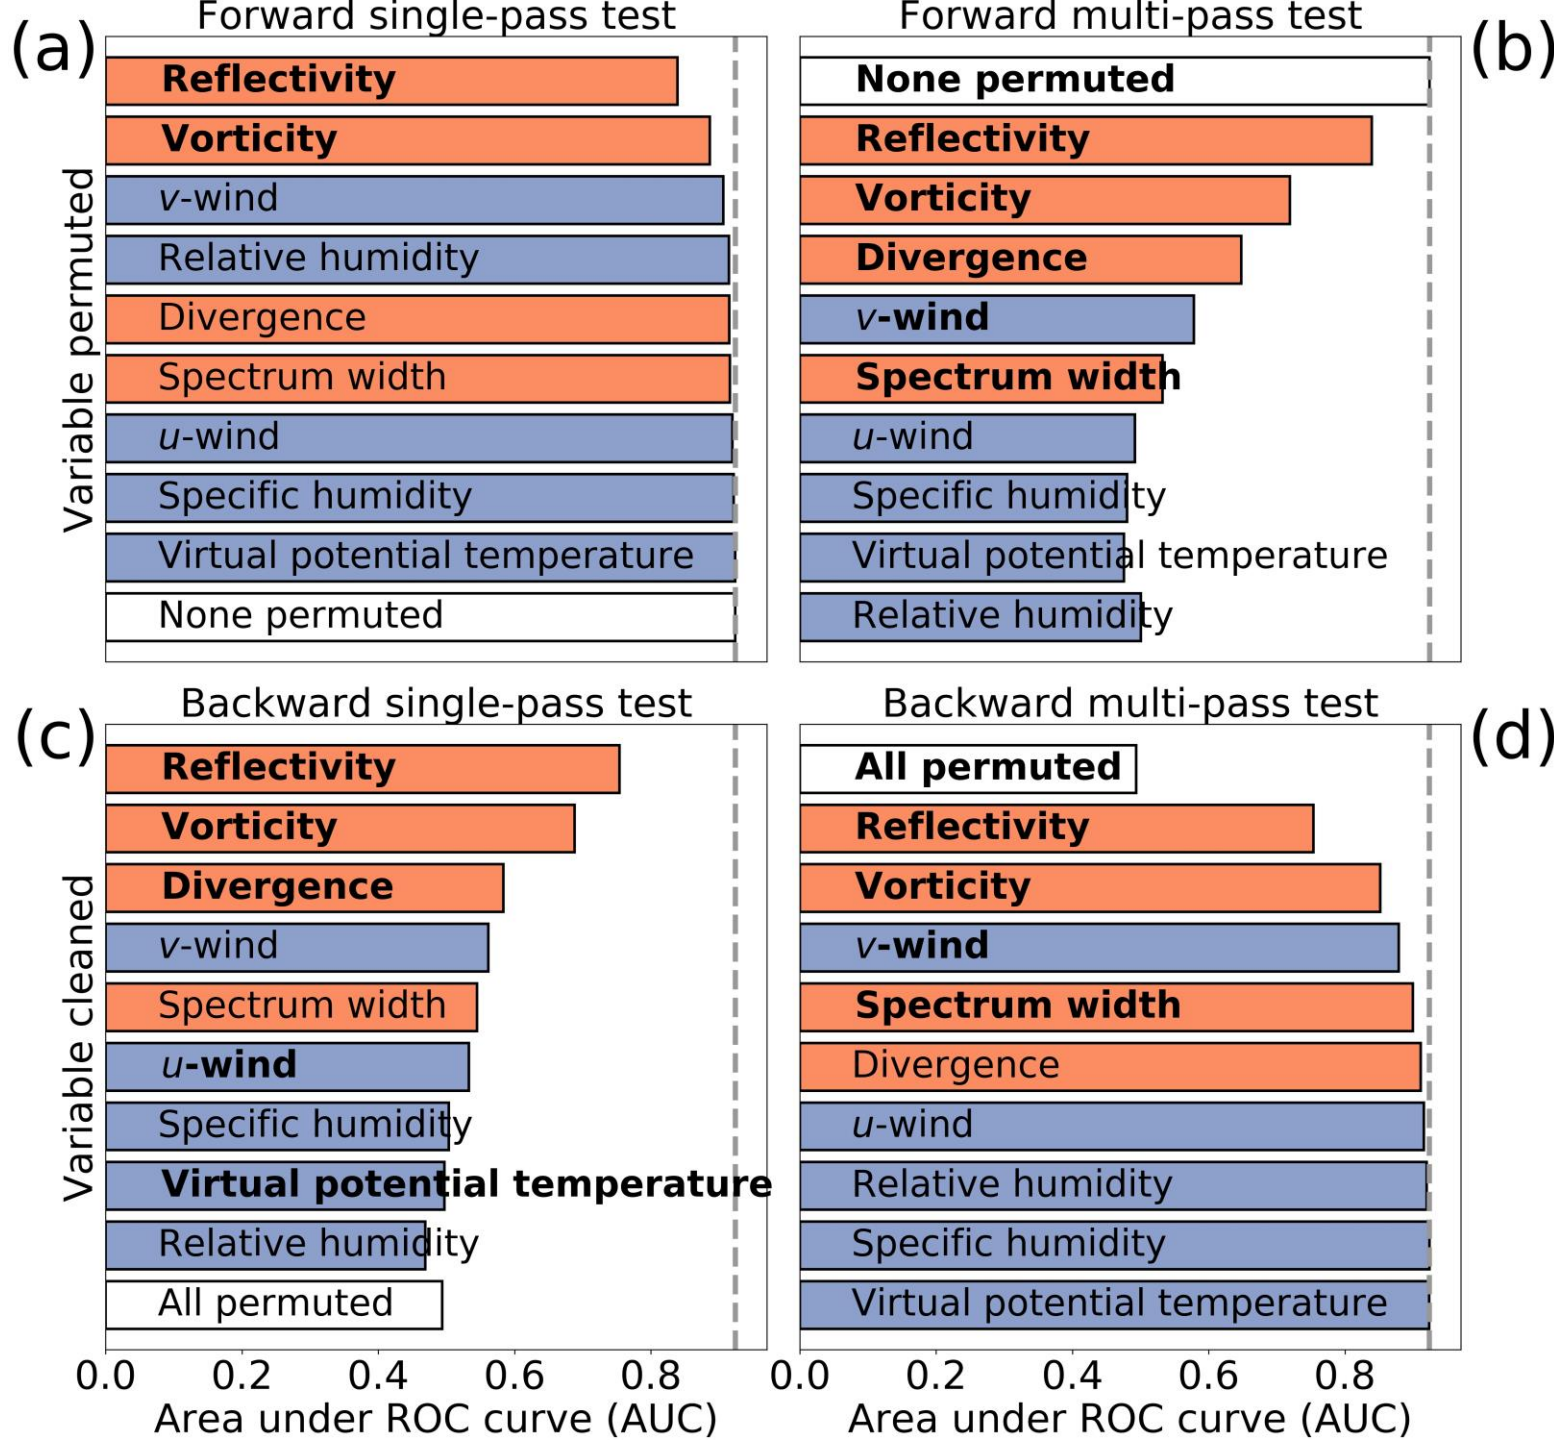 Forward single-pass test
(a)
Variable permuted
Reflectivity
Vorticity
v-wind
Relative humidity
Divergence
Spectrum width
u-wind
Specific humidity
Virtual potential temperature
None permuted
Forward multi-pass test
(b)
None permuted
Reflectivity
Vorticity
Divergence
v-wind
Spectrum width
u-wind
Specific humidity
Virtual potential temperature
Relative humidity
Backward single-pass test
(c)
Variable cleaned
Reflectivity
Vorticity
Divergence
v-wind
Spectrum width
u-wind
Specific humidity
Virtual potential temperature
Relative humidity
All permuted
0.0 0.2 0.4 0.6 0.8
Area under ROC curve (AUC)
Backward multi-pass test
(d)
All permuted
Reflectivity
Vorticity
v-wind
Spectrum width
Divergence
u-wind
Relative humidity
Specific humidity
Virtual potential temperature
0.0 0.2 0.4 0.6 0.8
Area under ROC curve (AUC)